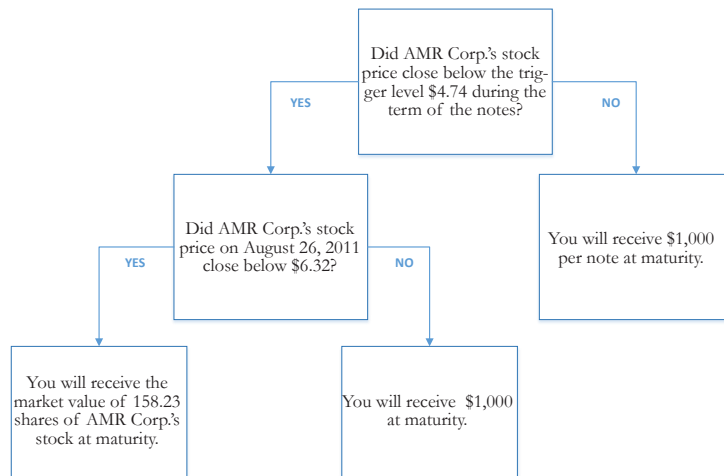 Did AMR Corp.'s stock
price close below the trig-
ger level $4.74 during the
term of the notes?
YES
NO
Did AMR Corp.'s stock
price on August 26, 2011
close below $6.32?
You will receive $1,000
per note at maturity.
YES
NO
You will receive the
market value of 158.23
shares of AMR Corp.'s
stock at maturity.
You will receive $1,000
at maturity.